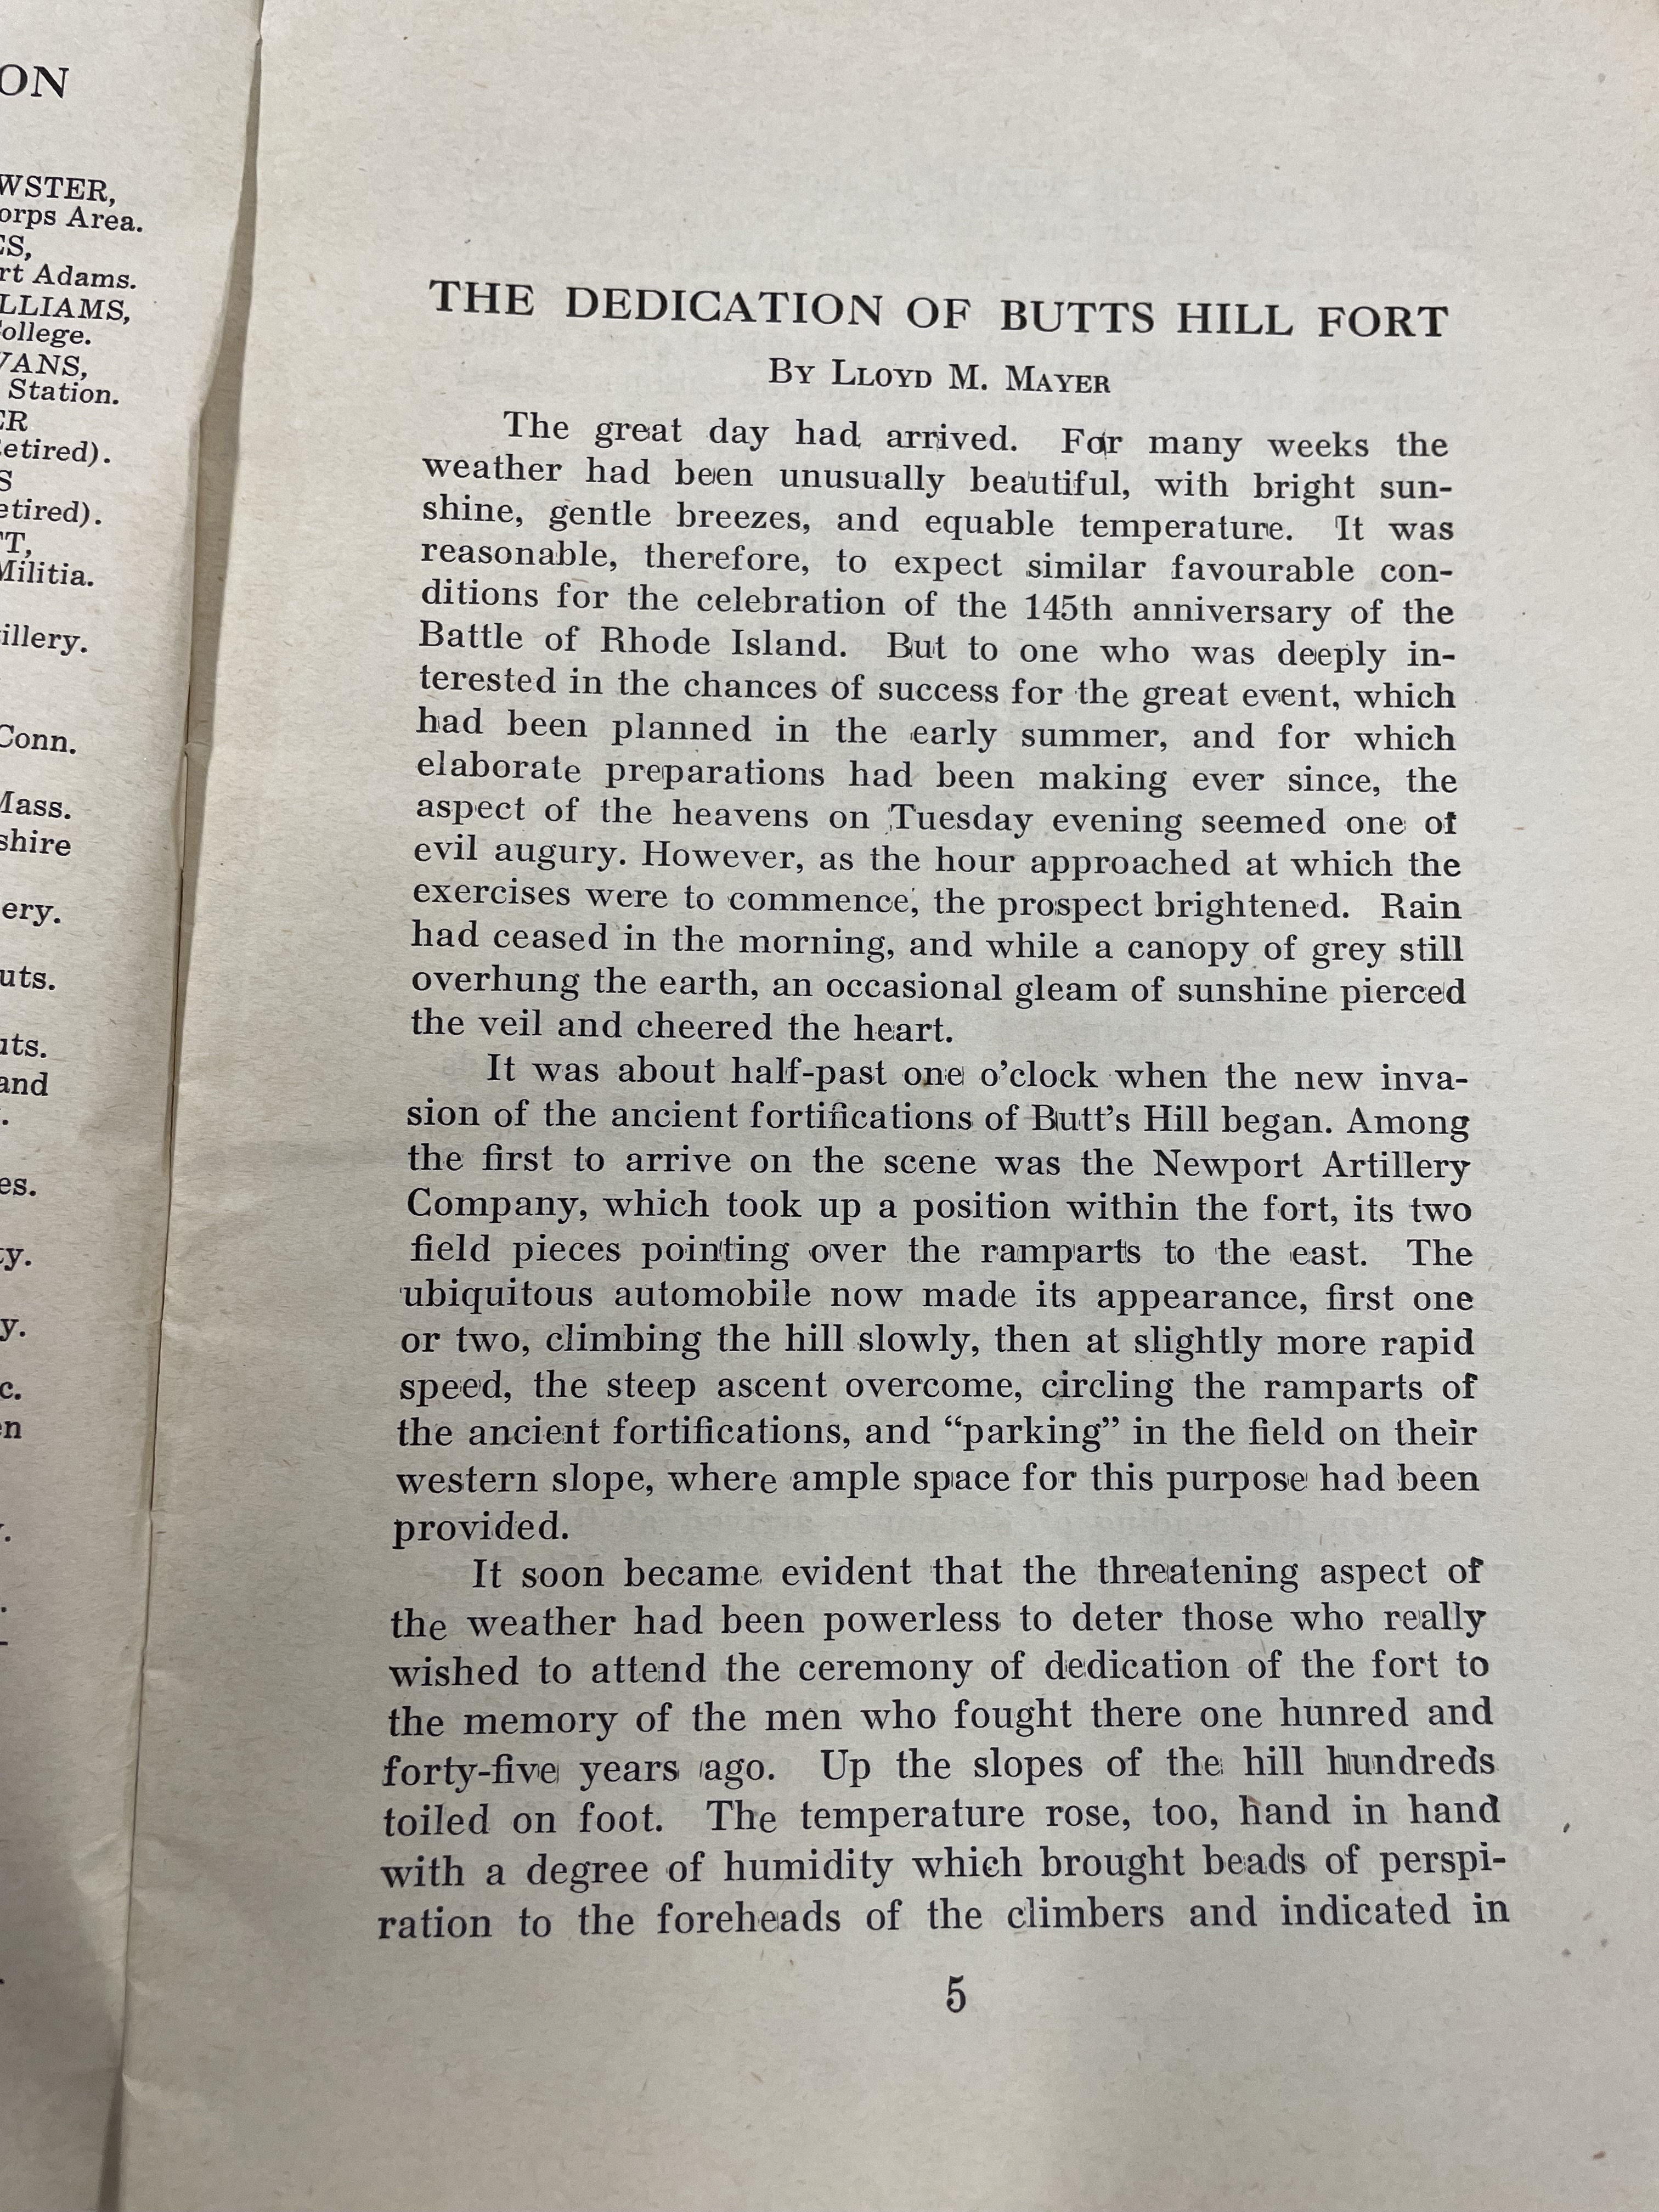 ON
WSTER,
orps Area.
ES,
rt Adams.
LLIAMS,
College.
VANS,
Station.
ER
etired).
S
etired).
TT,
Militia.
illery.
Conn.
Mass.
shire
ery.
uts.
uts.
and
es.
ty.
y.
c.
en
THE DEDICATION OF BUTTS HILL FORT
By Lloyd M. Mayer
The great day had arrived. For many weeks the
weather had been unusually beautiful, with bright sun-
shine, gentle breezes, and equable temperature. It was
reasonable, therefore, to expect similar favourable con-
ditions for the celebration of the 145th anniversary of the
Battle of Rhode Island. But to one who was deeply in-
terested in the chances of success for the great event, which
had been planned in the early summer, and for which
elaborate preparations had been making ever since, the
aspect of the heavens on Tuesday evening seemed one of
evil augury. However, as the hour approached at which the
exercises were to commence, the prospect brightened. Rain
had ceased in the morning, and while a canopy of grey still
overhung the earth, an occasional gleam of sunshine pierced
the veil and cheered the heart.
It was about half-past one o'clock when the new inva-
sion of the ancient fortifications of Butt's Hill began. Among
the first to arrive on the scene was the Newport Artillery
Company, which took up a position within the fort, its two
field pieces pointing over the ramparts to the east. The
ubiquitous automobile now made its appearance, first one
or two, climbing the hill slowly, then at slightly more rapid
speed, the steep ascent overcome, circling the ramparts of
the ancient fortifications, and “parking” in the field on their
western slope, where ample space for this purpose had been
provided.
It soon became evident that the threatening aspect of
the weather had been powerless to deter those who really
wished to attend the ceremony of dedication of the fort to
the memory of the men who fought there one hunred and
forty-five years ago. Up the slopes of the hill hundreds
toiled on foot. The temperature rose, too, hand in hand
with a degree of humidity which brought beads of perspi-
ration to the foreheads of the climbers and indicated in
5